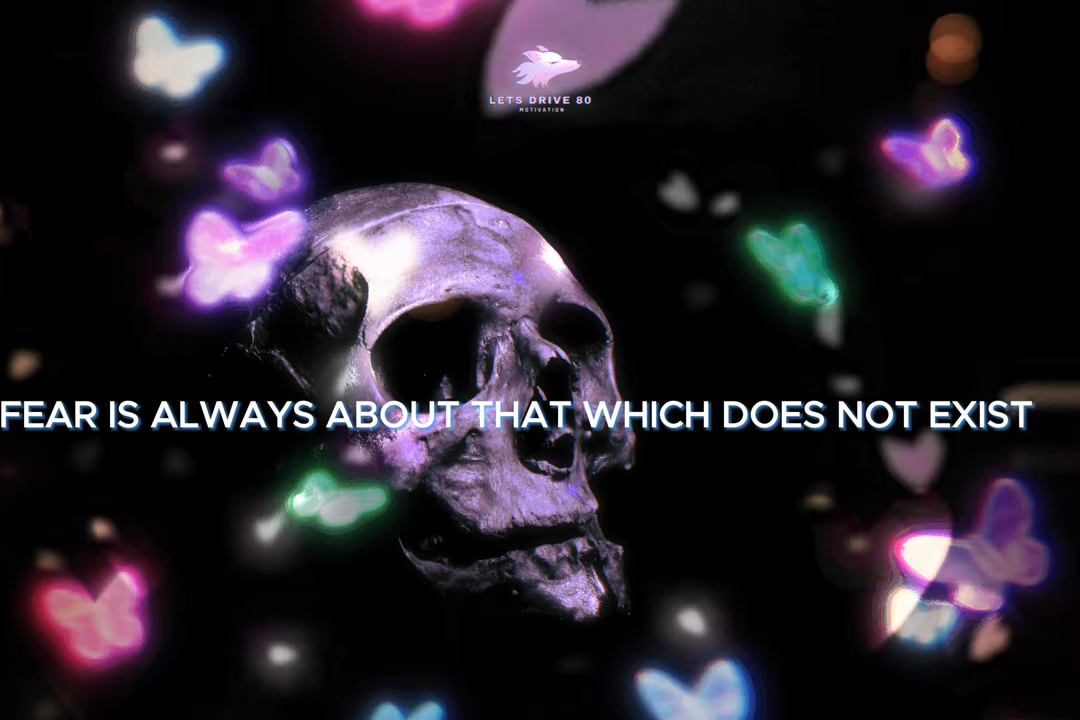 LETS DRIVE 80
MOTIVATION
FEAR IS ALWAYS ABOUT THAT WHICH DOES NOT EXIST